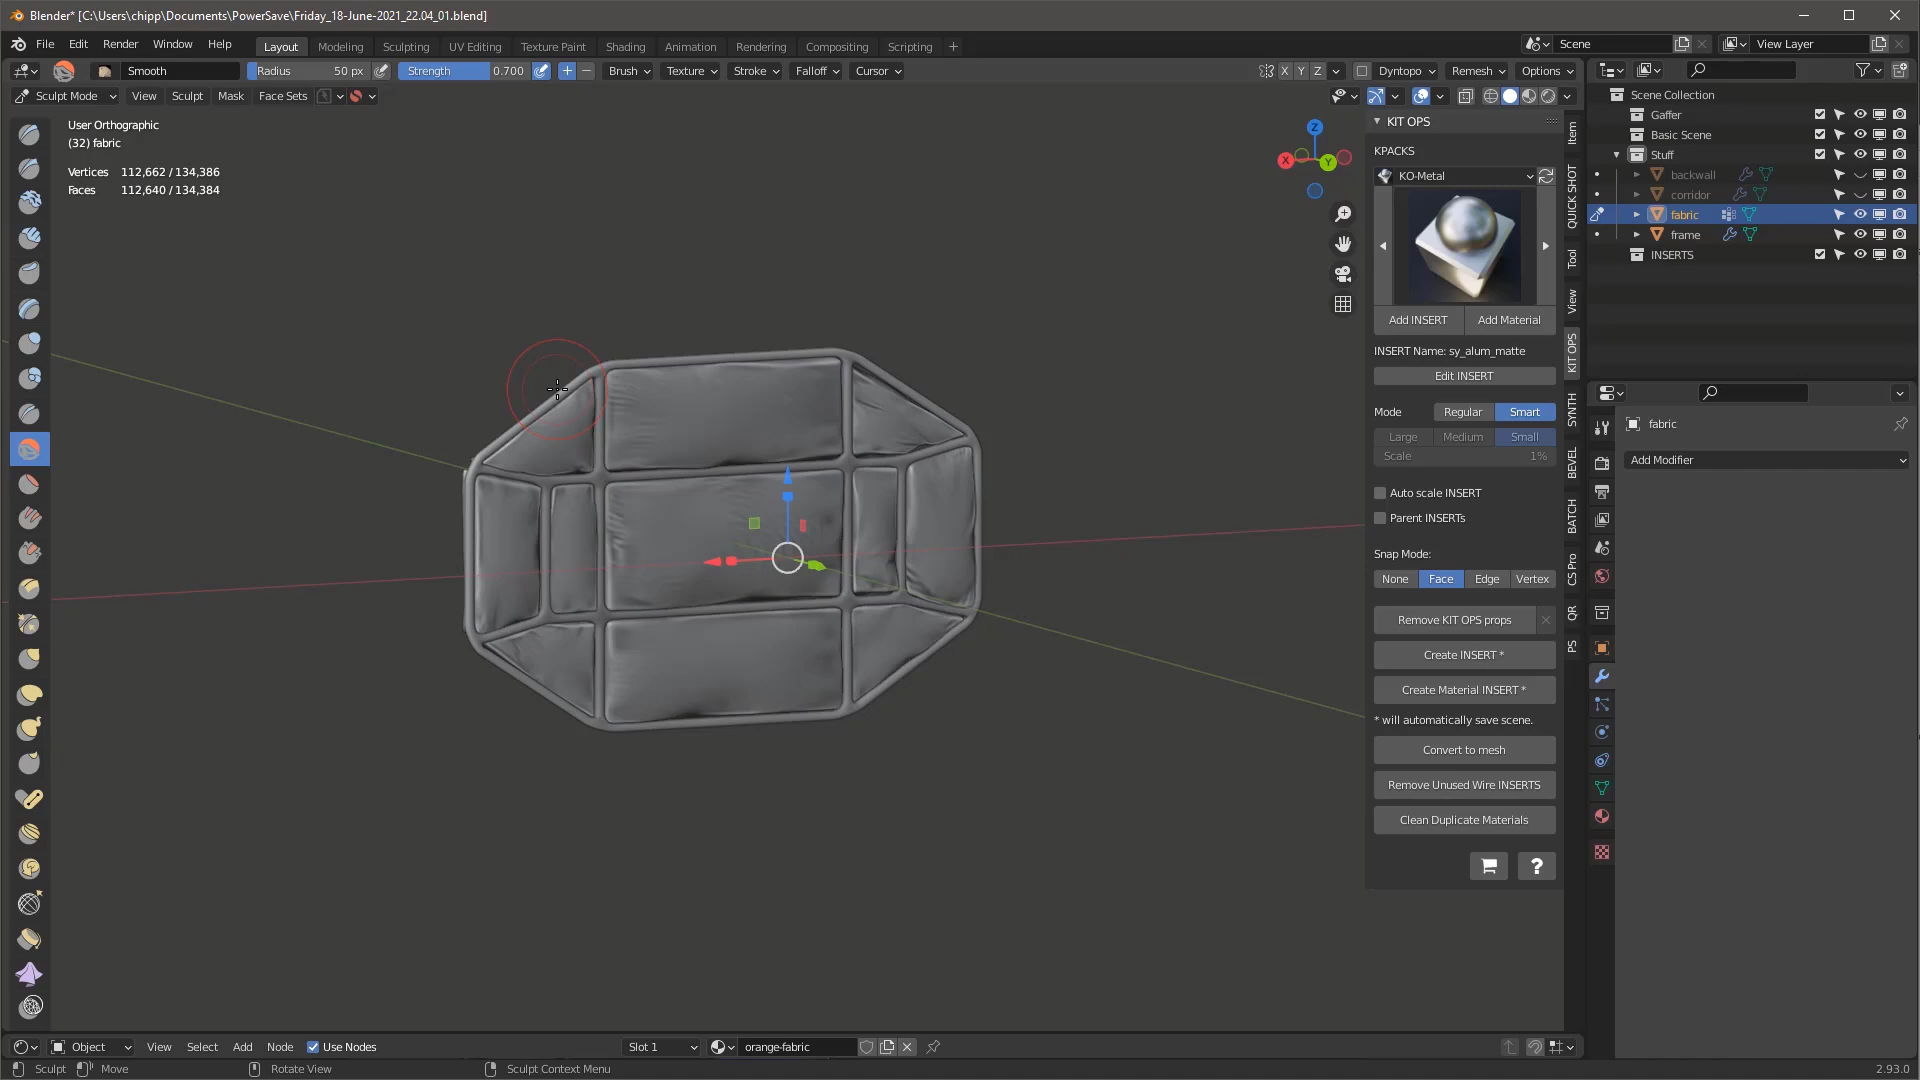 Blender* [C:\Users\chipp\Documents\PowerSave\Friday_18-June-2021_22.04_01.blend]
File Edit Render Window Help Layout Modeling Sculpting UV Editing Texture Paint Shading Animation Rendering Compositing Scripting + Scene View Layer
Smooth Radius 50 px Strength 0.700 + − Brush Texture Stroke Falloff Cursor X Y Z Dyntopo Remesh Options
Sculpt Mode View Sculpt Mask Face Sets
User Orthographic
(32) fabric
Vertices 112,662 / 134,386
Faces 112,640 / 134,384
Z
X
Y
KIT OPS
KPACKS
KO-Metal
Add INSERT Add Material
INSERT Name: sy_alum_matte
Edit INSERT
Mode Regular Smart
Large Medium Small
Scale 1%
Auto scale INSERT
Parent INSERTs
Snap Mode:
None Face Edge Vertex
Remove KIT OPS props
Create INSERT *
Create Material INSERT *
* will automatically save scene.
Convert to mesh
Remove Unused Wire INSERTS
Clean Duplicate Materials
?
Item
QUICK SHOT
Tool
View
KIT OPS
SYNTH
BEVEL
BATCH
CS Pro
QR
PS
Scene Collection
Gaffer
Basic Scene
Stuff
backwall
corridor
fabric
frame
INSERTS
fabric
Add Modifier
Object View Select Add Node Use Nodes Slot 1 orange-fabric
Sculpt Move Rotate View Sculpt Context Menu 2.93.0